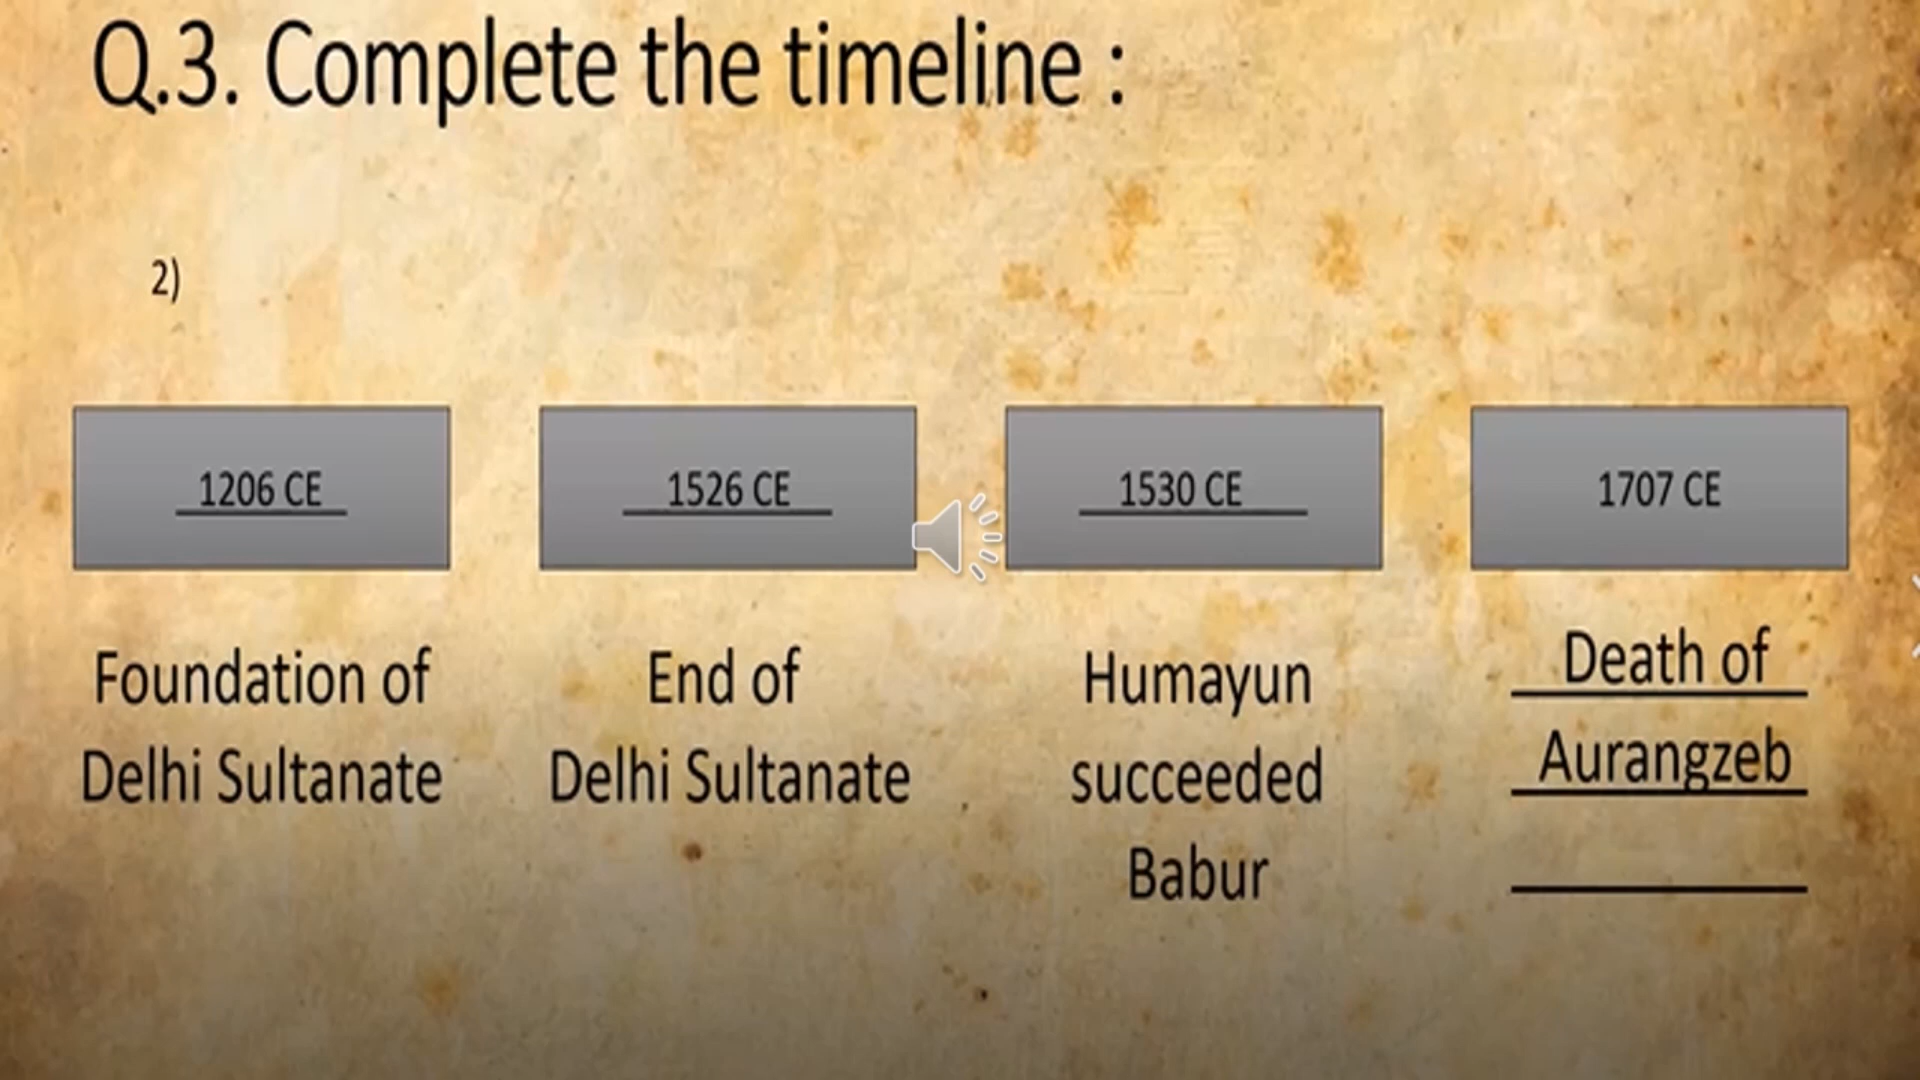 Q.3. Complete the timeline :
2)
1206 CE
1526 CE
1530 CE
1707 CE
Foundation of
Delhi Sultanate
End of
Delhi Sultanate
Humayun
succeeded
Babur
Death of
Aurangzeb